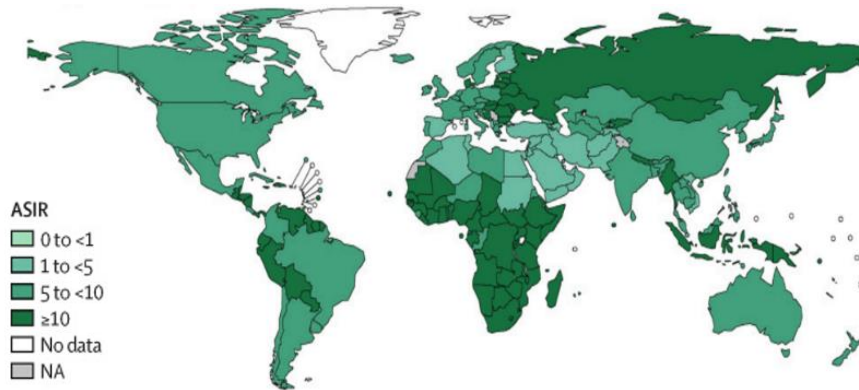 ASIR
0 to <1
1 to <5
5 to <10
≥10
No data
NA